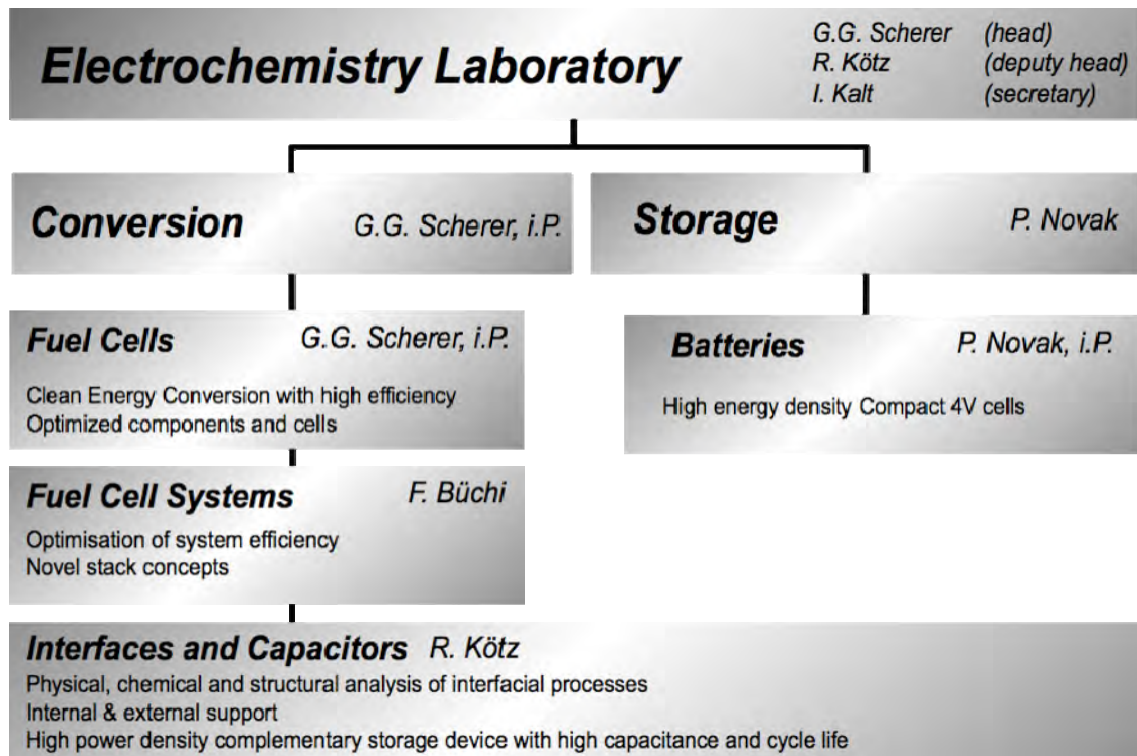 Electrochemistry Laboratory
G.G. Scherer (head)
R. Kötz (deputy head)
I. Kalt (secretary)
Conversion G.G. Scherer, i.P.
Storage P. Novak
Fuel Cells G.G. Scherer, i.P.
Clean Energy Conversion with high efficiency
Optimized components and cells
Batteries P. Novak, i.P.
High energy density Compact 4V cells
Fuel Cell Systems F. Büchi
Optimisation of system efficiency
Novel stack concepts
Interfaces and Capacitors R. Kötz
Physical, chemical and structural analysis of interfacial processes
Internal & external support
High power density complementary storage device with high capacitance and cycle life